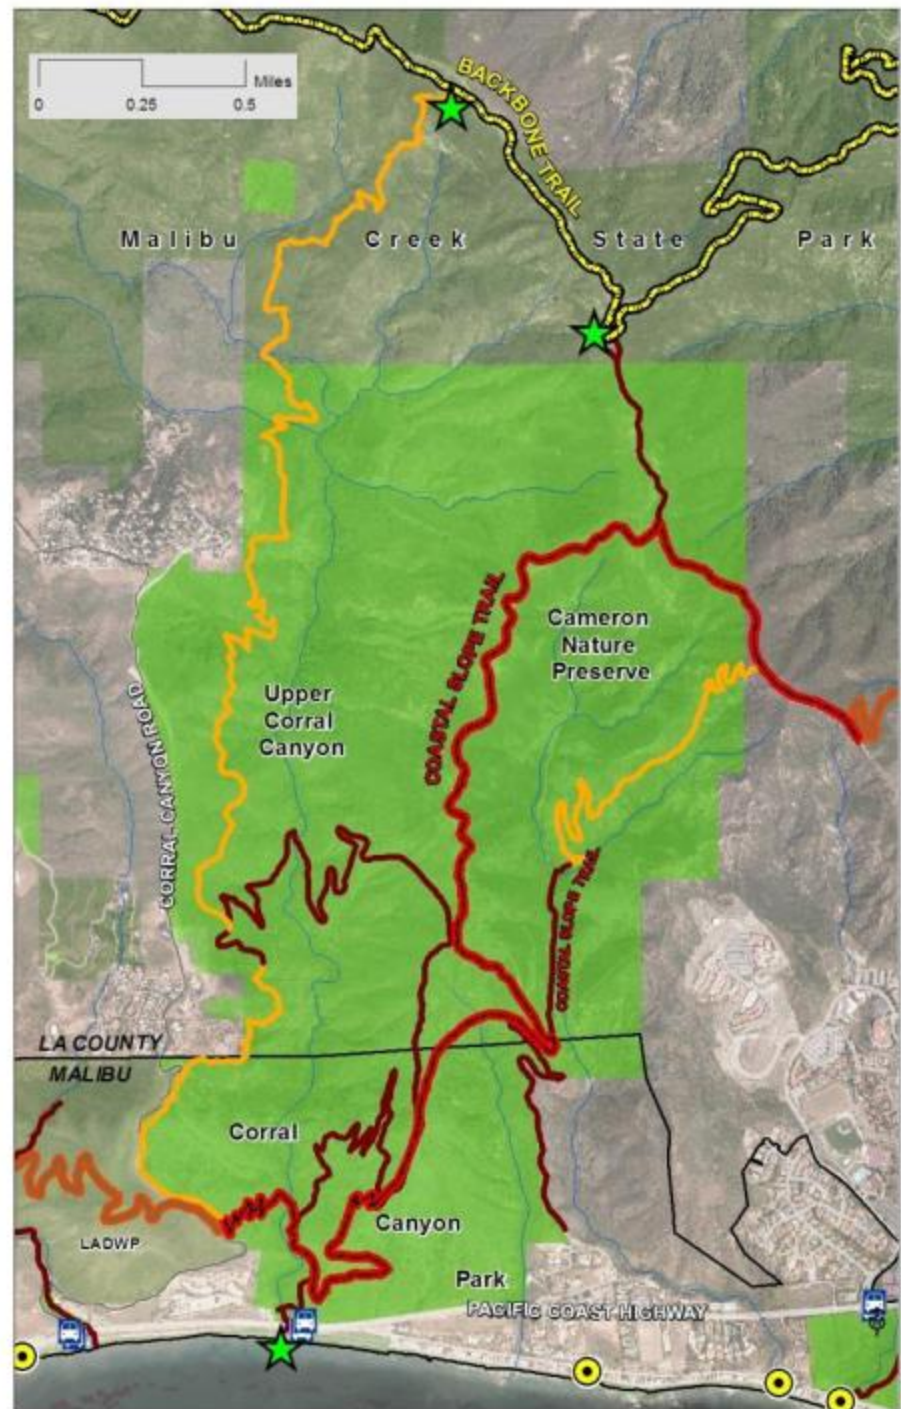 Miles
0 0.25 0.5
BACKBONE TRAIL
Malibu Creek State Park
COASTAL SLOPE TRAIL
Cameron
Nature
Preserve
Upper
Corral
Canyon
CORRAL CANYON ROAD
COASTAL SLOPE TRAIL
LA COUNTY
MALIBU
Corral
Canyon
Park
LADWP
PACIFIC COAST HIGHWAY